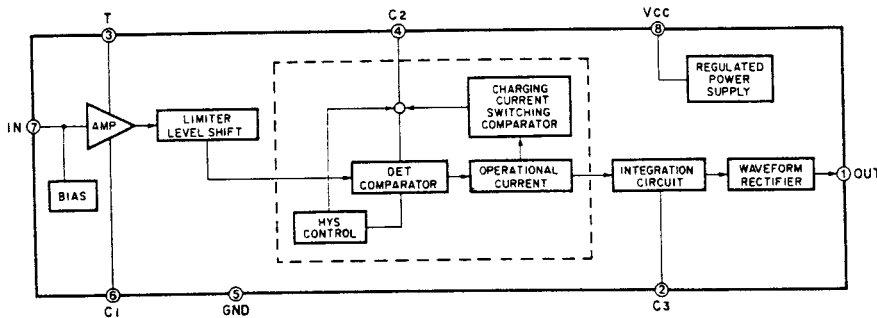 T
C2
VCC
3
4
8
REGULATED
POWER
SUPPLY
CHARGING
CURRENT
SWITCHING
COMPARATOR
LIMITER
LEVEL SHIFT
IN
7
AMP
BIAS
DET
COMPARATOR
OPERATIONAL
CURRENT
INTEGRATION
CIRCUIT
WAVEFORM
RECTIFIER
1
OUT
HYS
CONTROL
6
5
2
C1
GND
C3